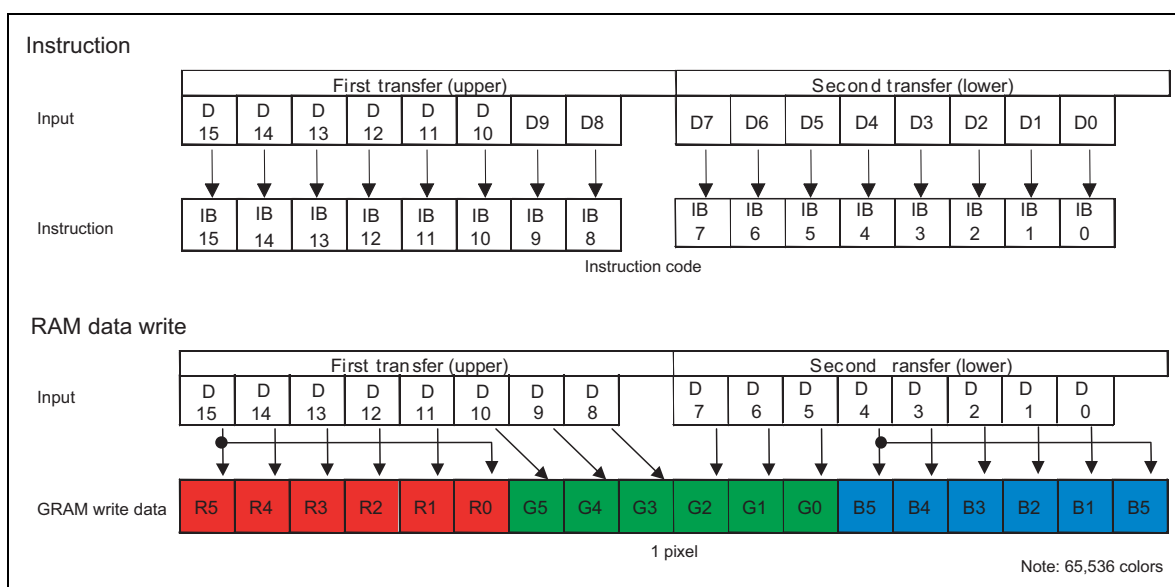 Instruction
First transfer (upper) Second transfer (lower)
Input D 15 D 14 D 13 D 12 D 11 D 10 D9 D8 D7 D6 D5 D4 D3 D2 D1 D0
Instruction IB 15 IB 14 IB 13 IB 12 IB 11 IB 10 IB 9 IB 8 IB 7 IB 6 IB 5 IB 4 IB 3 IB 2 IB 1 IB 0
Instruction code
RAM data write
First transfer (upper) Second ransfer (lower)
Input D 15 D 14 D 13 D 12 D 11 D 10 D 9 D 8 D 7 D 6 D 5 D 4 D 3 D 2 D 1 D 0
GRAM write data R5 R4 R3 R2 R1 R0 G5 G4 G3 G2 G1 G0 B5 B4 B3 B2 B1 B5
1 pixel
Note: 65,536 colors